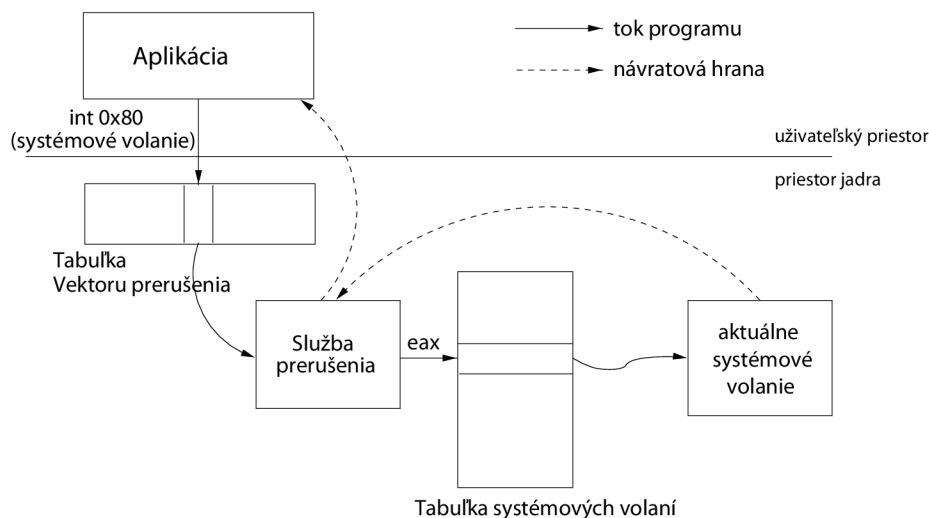 Aplikácia
tok programu
návratová hrana
int 0x80
(systémové volanie)
uživateľský priestor
priestor jadra
Tabuľka
Vektoru prerušenia
Služba
prerušenia
eax
aktuálne
systémové
volanie
Tabuľka systémových volaní